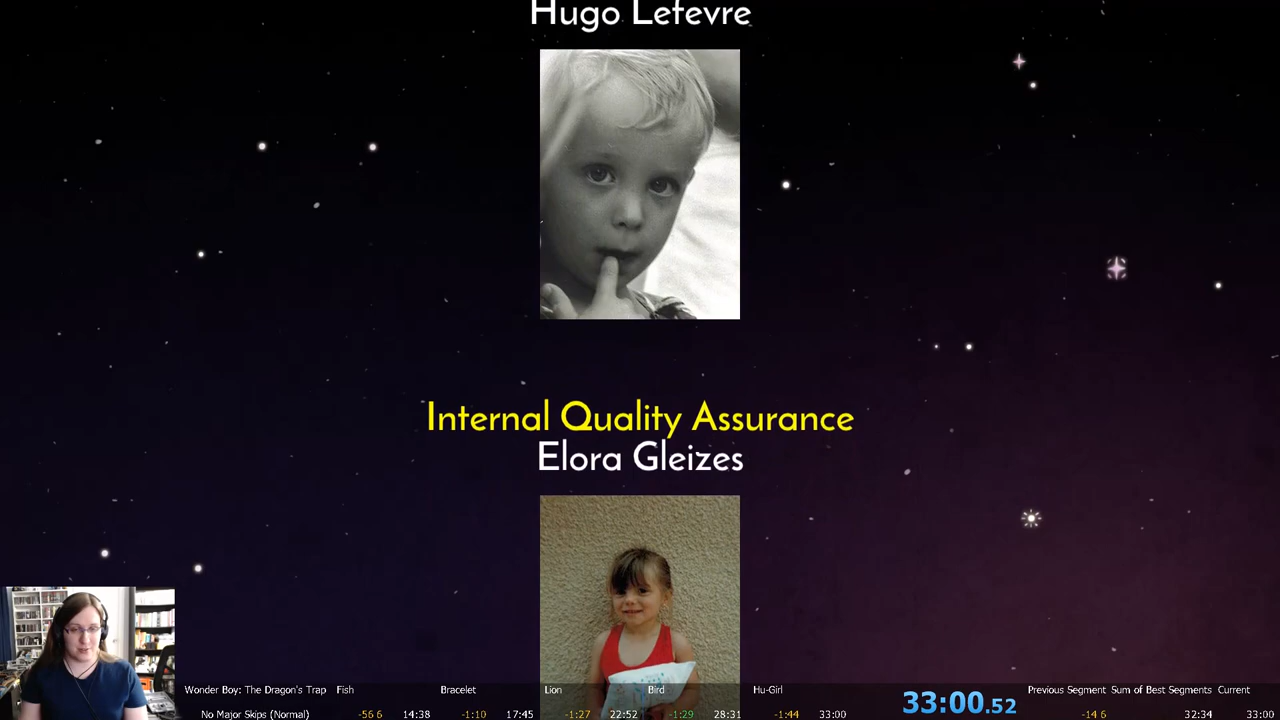 Hugo Lefevre
Internal Quality Assurance
Elora Gleizes
Wonder Boy: The Dragon's Trap Fish Bracelet Lion Bird Hu-Girl 33:00.52 Previous Segment Sum of Best Segments Current
No Major Skips (Normal) -56 6 14:38 -1:10 17:45 -1:27 22:52 -1:29 28:31 -1:44 33:00 -14 6 32:34 33:00